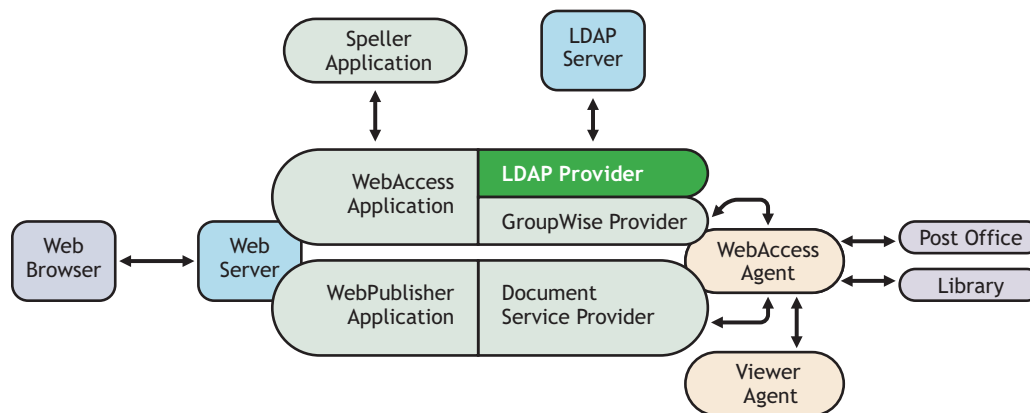 Speller
Application
LDAP
Server
WebAccess
Application
LDAP Provider
GroupWise Provider
Web
Browser
Web
Server
WebAccess
Agent
Post Office
Library
WebPublisher
Application
Document
Service Provider
Viewer
Agent